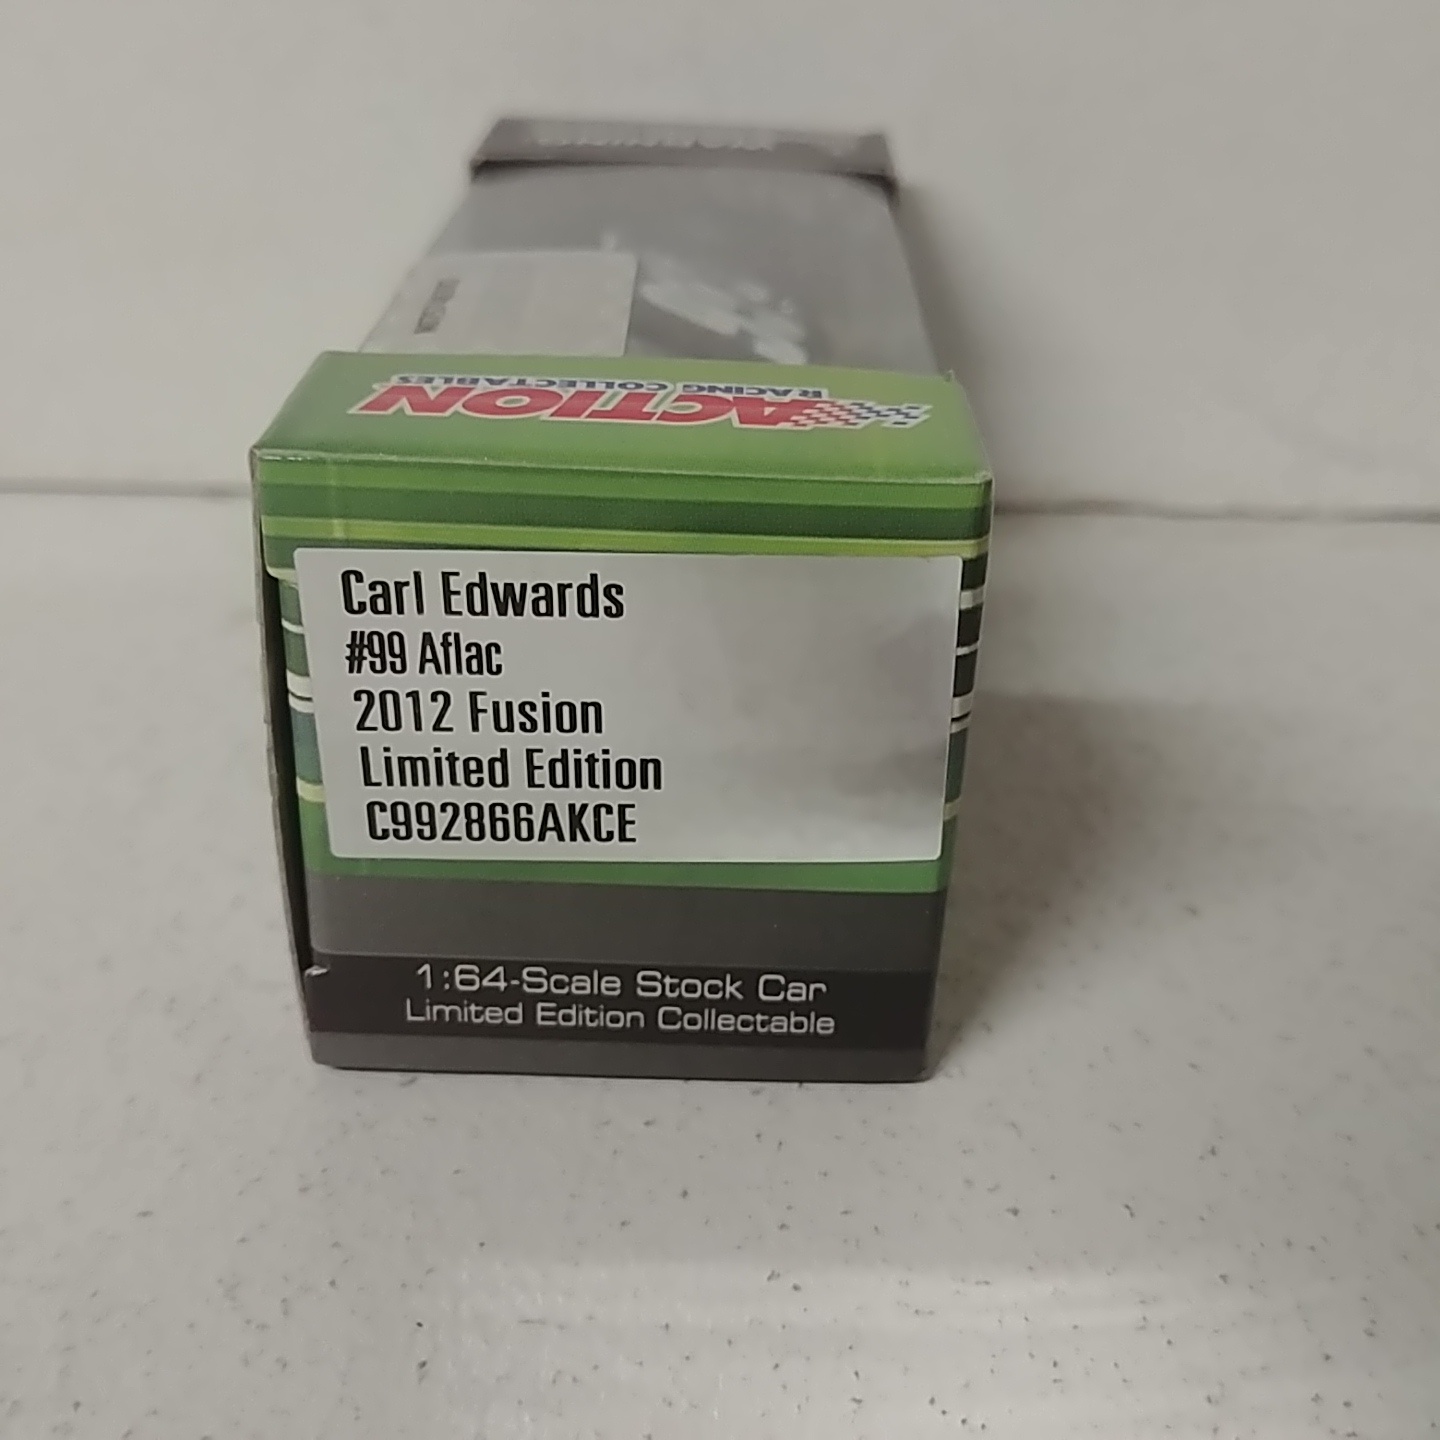 ACTION
RACING COLLECTABLES
Carl Edwards
#99 Aflac
2012 Fusion
Limited Edition
C992866AKCE
1:64-Scale Stock Car
Limited Edition Collectable